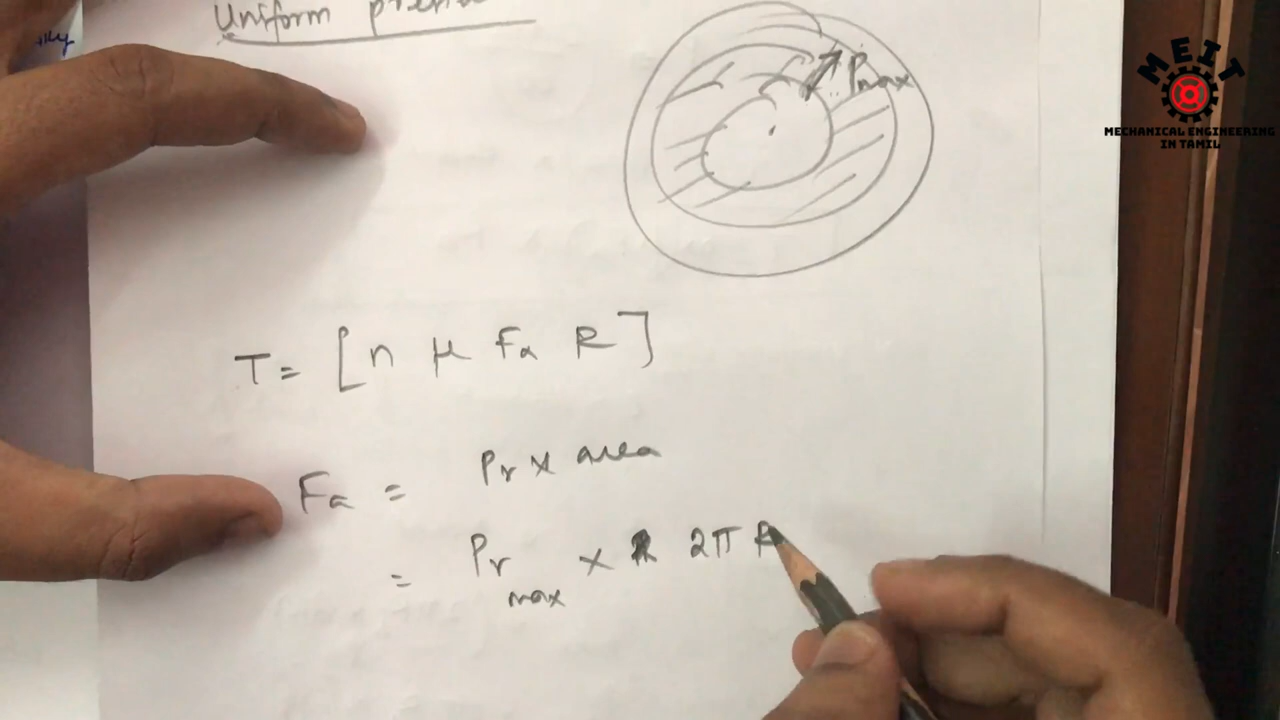 Uniform
Pmax
MEIT
MECHANICAL ENGINEERING
IN TAMIL
T = [n μ Fa R]
Fa = Pr x area
= Pr max x 2π R